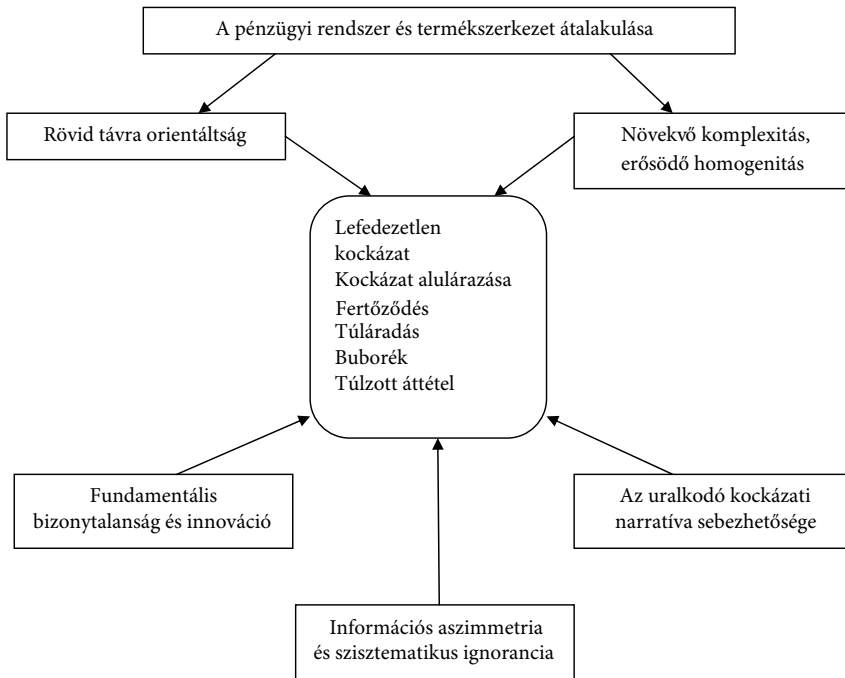 A pénzügyi rendszer és termékszerkezet átalakulása
Rövid távra orientáltság
Növekvő komplexitás,
erősödő homogenitás
Lefedezetlen
kockázat
Kockázat alulárazása
Fertőződés
Túláradás
Buborék
Túlzott áttétel
Fundamentális
bizonytalanság és innováció
Az uralkodó kockázati
narratíva sebezhetősége
Információs aszimmetria
és szisztematikus ignorancia